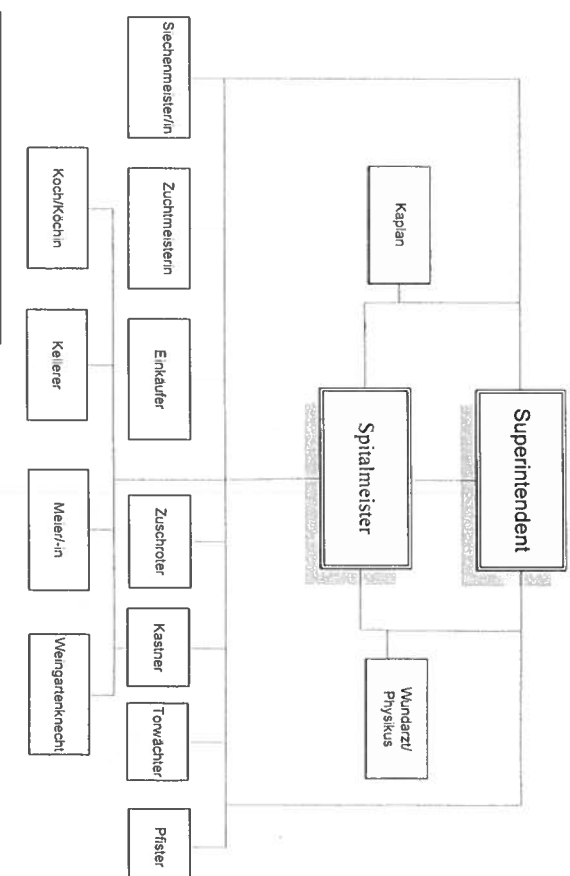 Superintendent
Spitalmeister
Kaplan
Wundarzt/
Physikus
Siechenmeister/in
Zuchtmeisterin
Einkäufer
Zuschroter
Kastner
Torwächter
Pfister
Koch/Köchin
Kellerer
Meier/-in
Weingartenknecht